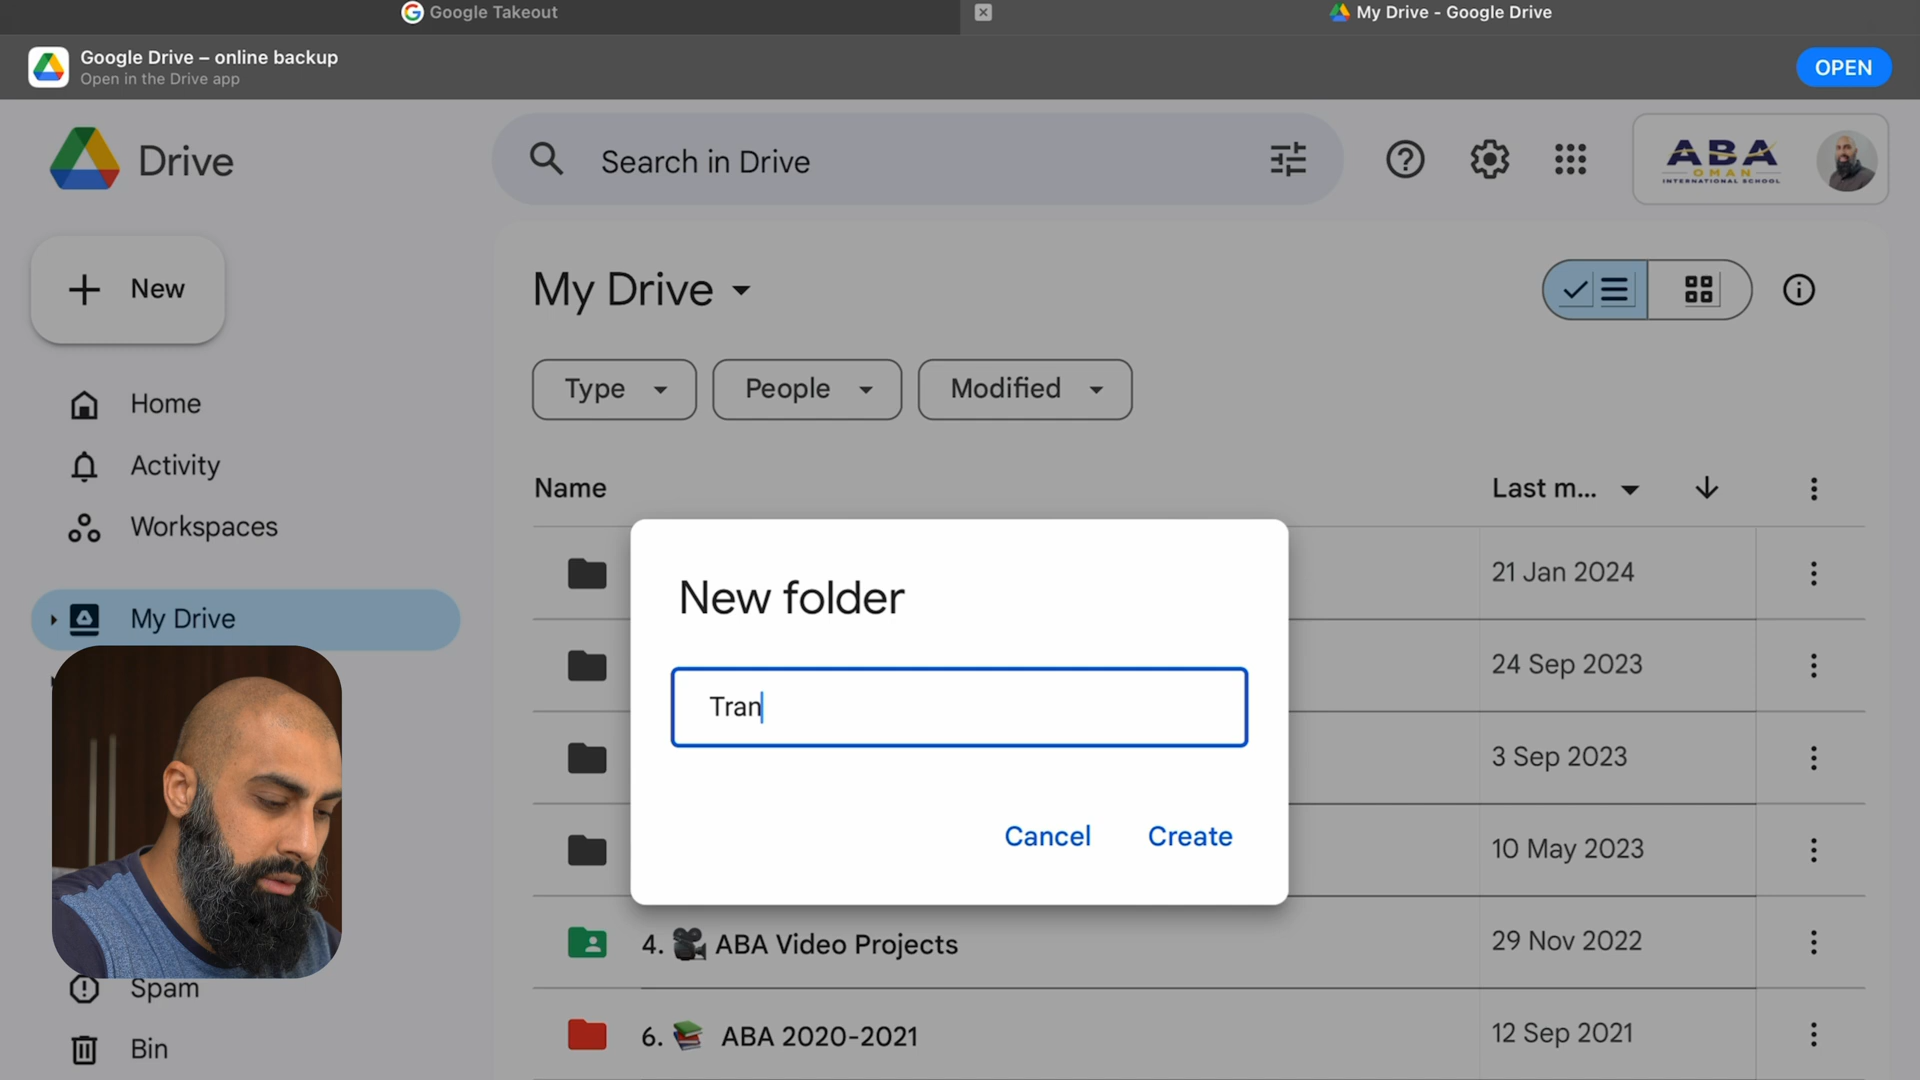 Google Takeout
My Drive - Google Drive
Google Drive – online backup
Open in the Drive app
OPEN
Drive
Search in Drive
ABA
OMAN
INTERNATIONAL SCHOOL
New
My Drive
Type
People
Modified
Home
Activity
Workspaces
My Drive
Spam
Bin
Name
Last m...
21 Jan 2024
24 Sep 2023
3 Sep 2023
10 May 2023
4. ABA Video Projects
29 Nov 2022
6. ABA 2020-2021
12 Sep 2021
New folder
Tran
Cancel
Create